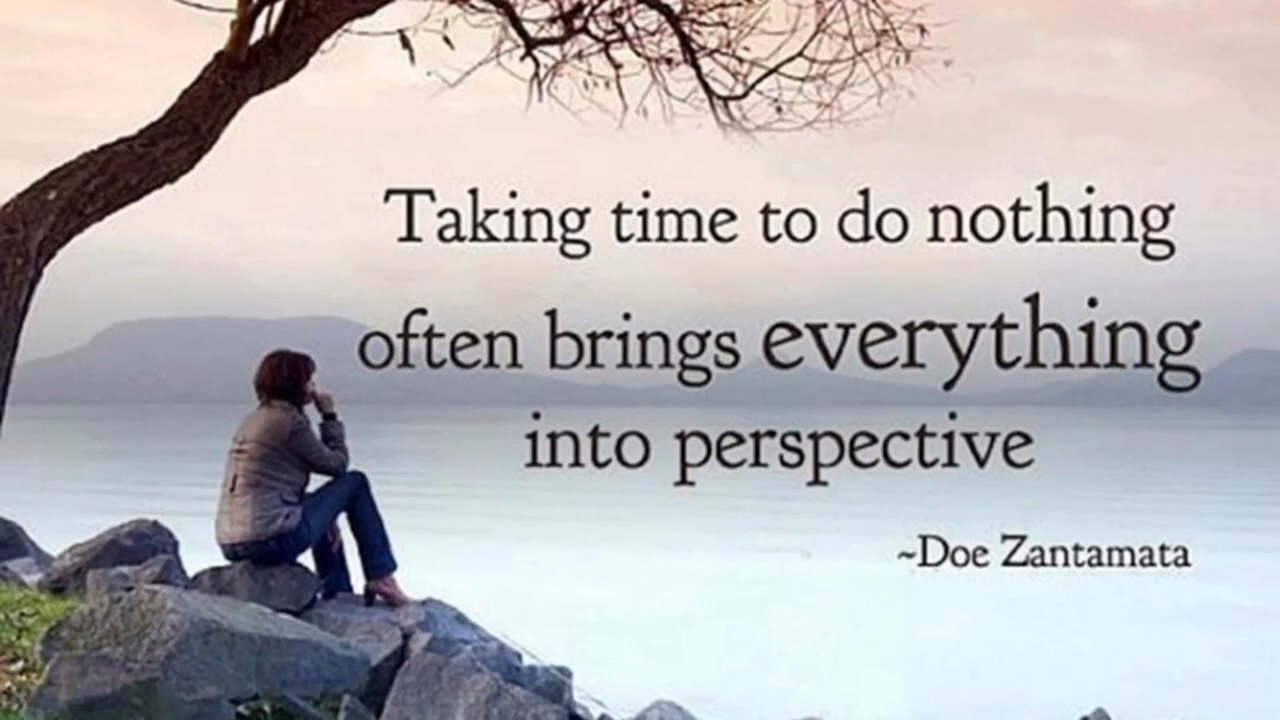 Taking time to do nothing
often brings everything
into perspective
~Doe Zantamata